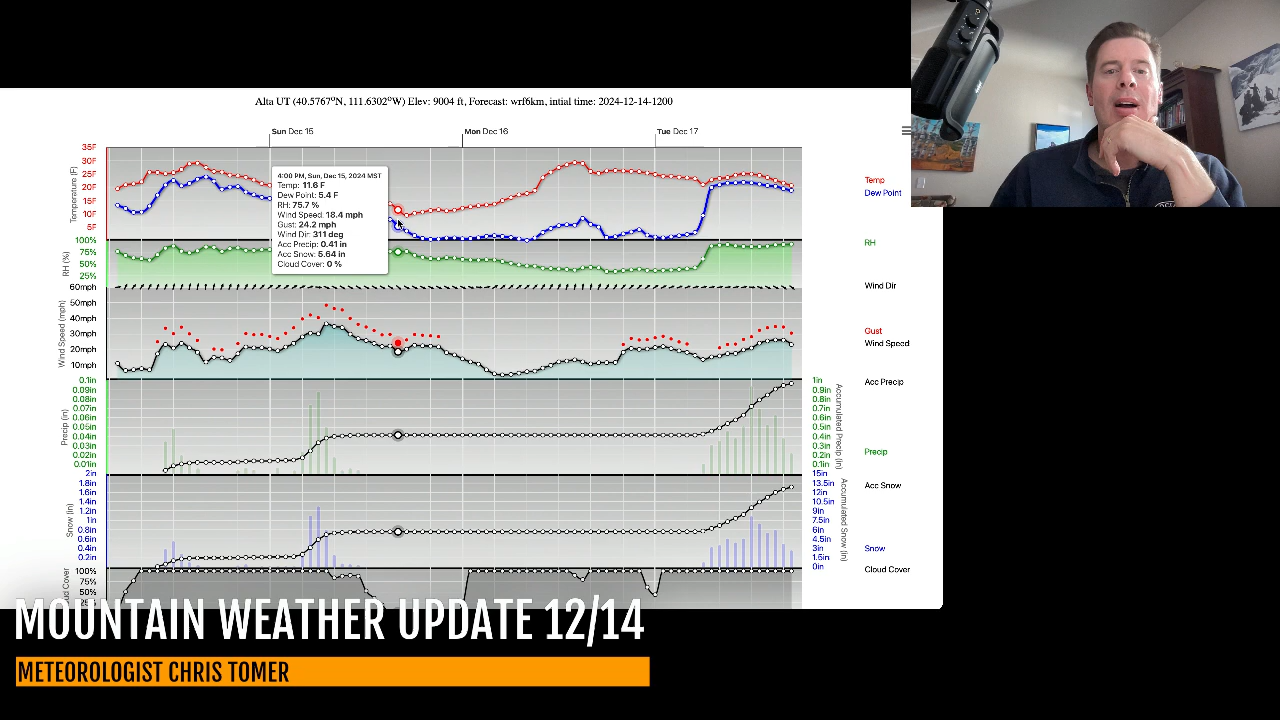 Alta UT (40.5767ºN, 111.6302ºW) Elev: 9004 ft, Forecast: wrf6km, intial time: 2024-12-14-1200
Sun Dec 15
Mon Dec 16
Tue Dec 17
35F
30F
25F
20F
15F
10F
5F
Temperature (F)
Temp
Dew Point
4:00 PM, Sun, Dec 15, 2024 MST
Temp: 11.6 F
Dew Point: 5.4 F
RH: 75.7 %
Wind Speed: 18.4 mph
Gust: 24.2 mph
Wind Dir: 311 deg
Acc Precip: 0.41 in
Acc Snow: 5.64 in
Cloud Cover: 0 %
100%
75%
50%
25%
RH (%)
RH
Wind Dir
60mph
50mph
40mph
30mph
20mph
10mph
Wind Speed (mph)
Gust
Wind Speed
0.1in
0.09in
0.08in
0.07in
0.06in
0.05in
0.04in
0.03in
0.02in
0.01in
Precip (in)
1in
0.9in
0.8in
0.7in
0.6in
0.5in
0.4in
0.3in
0.2in
0.1in
Accumulated Precip (in)
Acc Precip
Precip
2in
1.8in
1.6in
1.4in
1.2in
1in
0.8in
0.6in
0.4in
0.2in
Snow (in)
15in
13.5in
12in
10.5in
9in
7.5in
6in
4.5in
3in
1.5in
0in
Accumulated Snow (in)
Acc Snow
Snow
Cloud Cover
100%
75%
50%
Cover
MOUNTAIN WEATHER UPDATE 12/14
METEOROLOGIST CHRIS TOMER